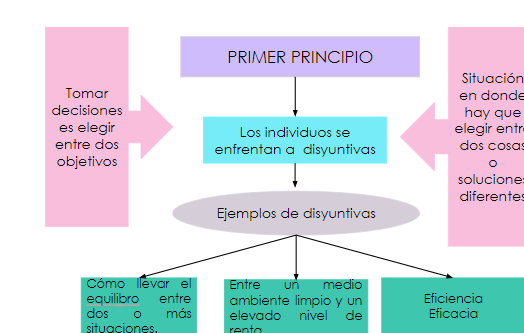 PRIMER PRINCIPIO
Tomar
decisiones
es elegir
entre dos
objetivos
Los individuos se
enfrentan a disyuntivas
Situación
en donde
hay que
elegir entre
dos cosas
o
soluciones
diferentes
Ejemplos de disyuntivas
Cómo llevar el
equilibro entre
dos o más
situaciones.
Entre un medio
ambiente limpio y un
elevado nivel de
renta
Eficiencia
Eficacia